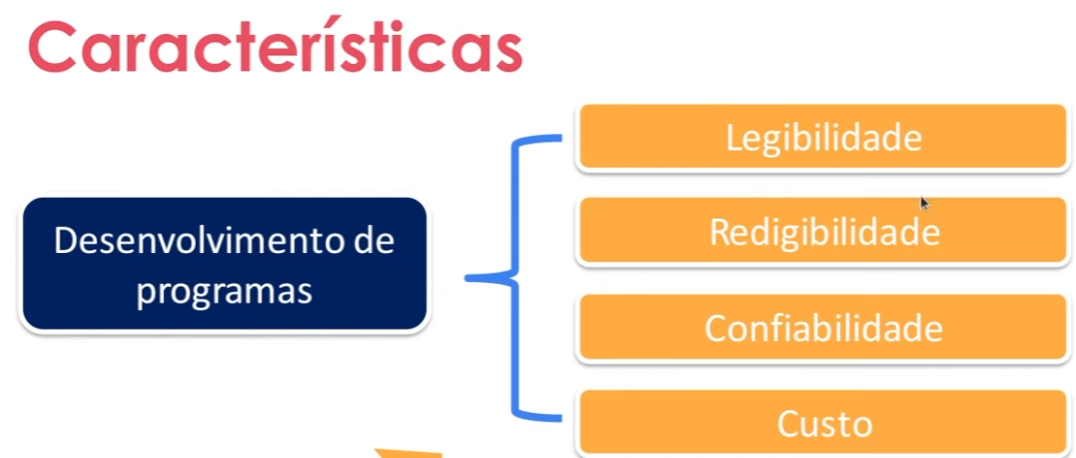 Características
Desenvolvimento de
programas
Legibilidade
Redigibilidade
Confiabilidade
Custo